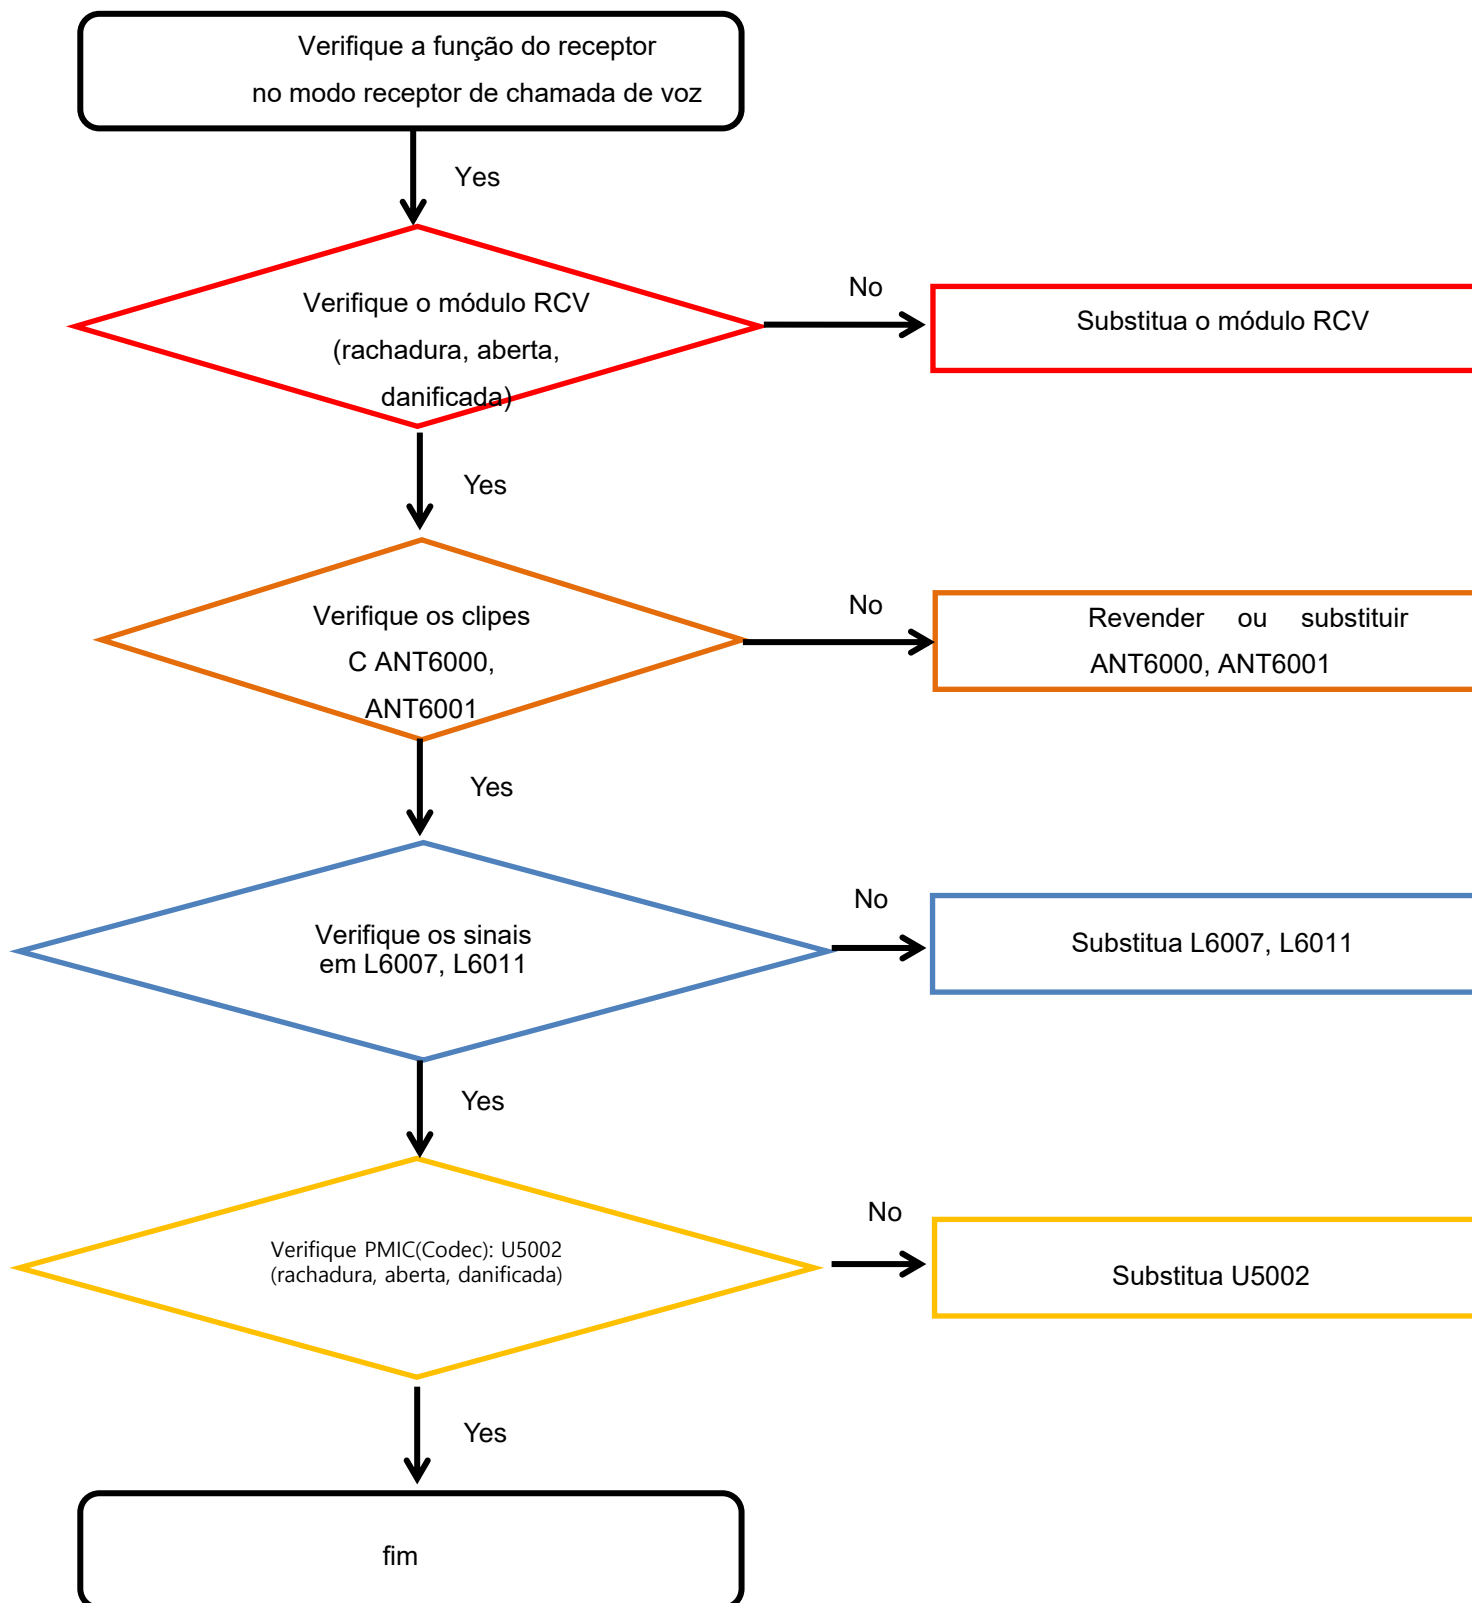 Verifique a função do receptor
no modo receptor de chamada de voz
Yes
Verifique o módulo RCV
(rachadura, aberta,
danificada)
No
Substitua o módulo RCV
Yes
Verifique os clipes
C ANT6000,
ANT6001
No
Revender ou substituir
ANT6000, ANT6001
Yes
Verifique os sinais
em L6007, L6011
No
Substitua L6007, L6011
Yes
Verifique PMIC(Codec): U5002
(rachadura, aberta, danificada)
No
Substitua U5002
Yes
fim